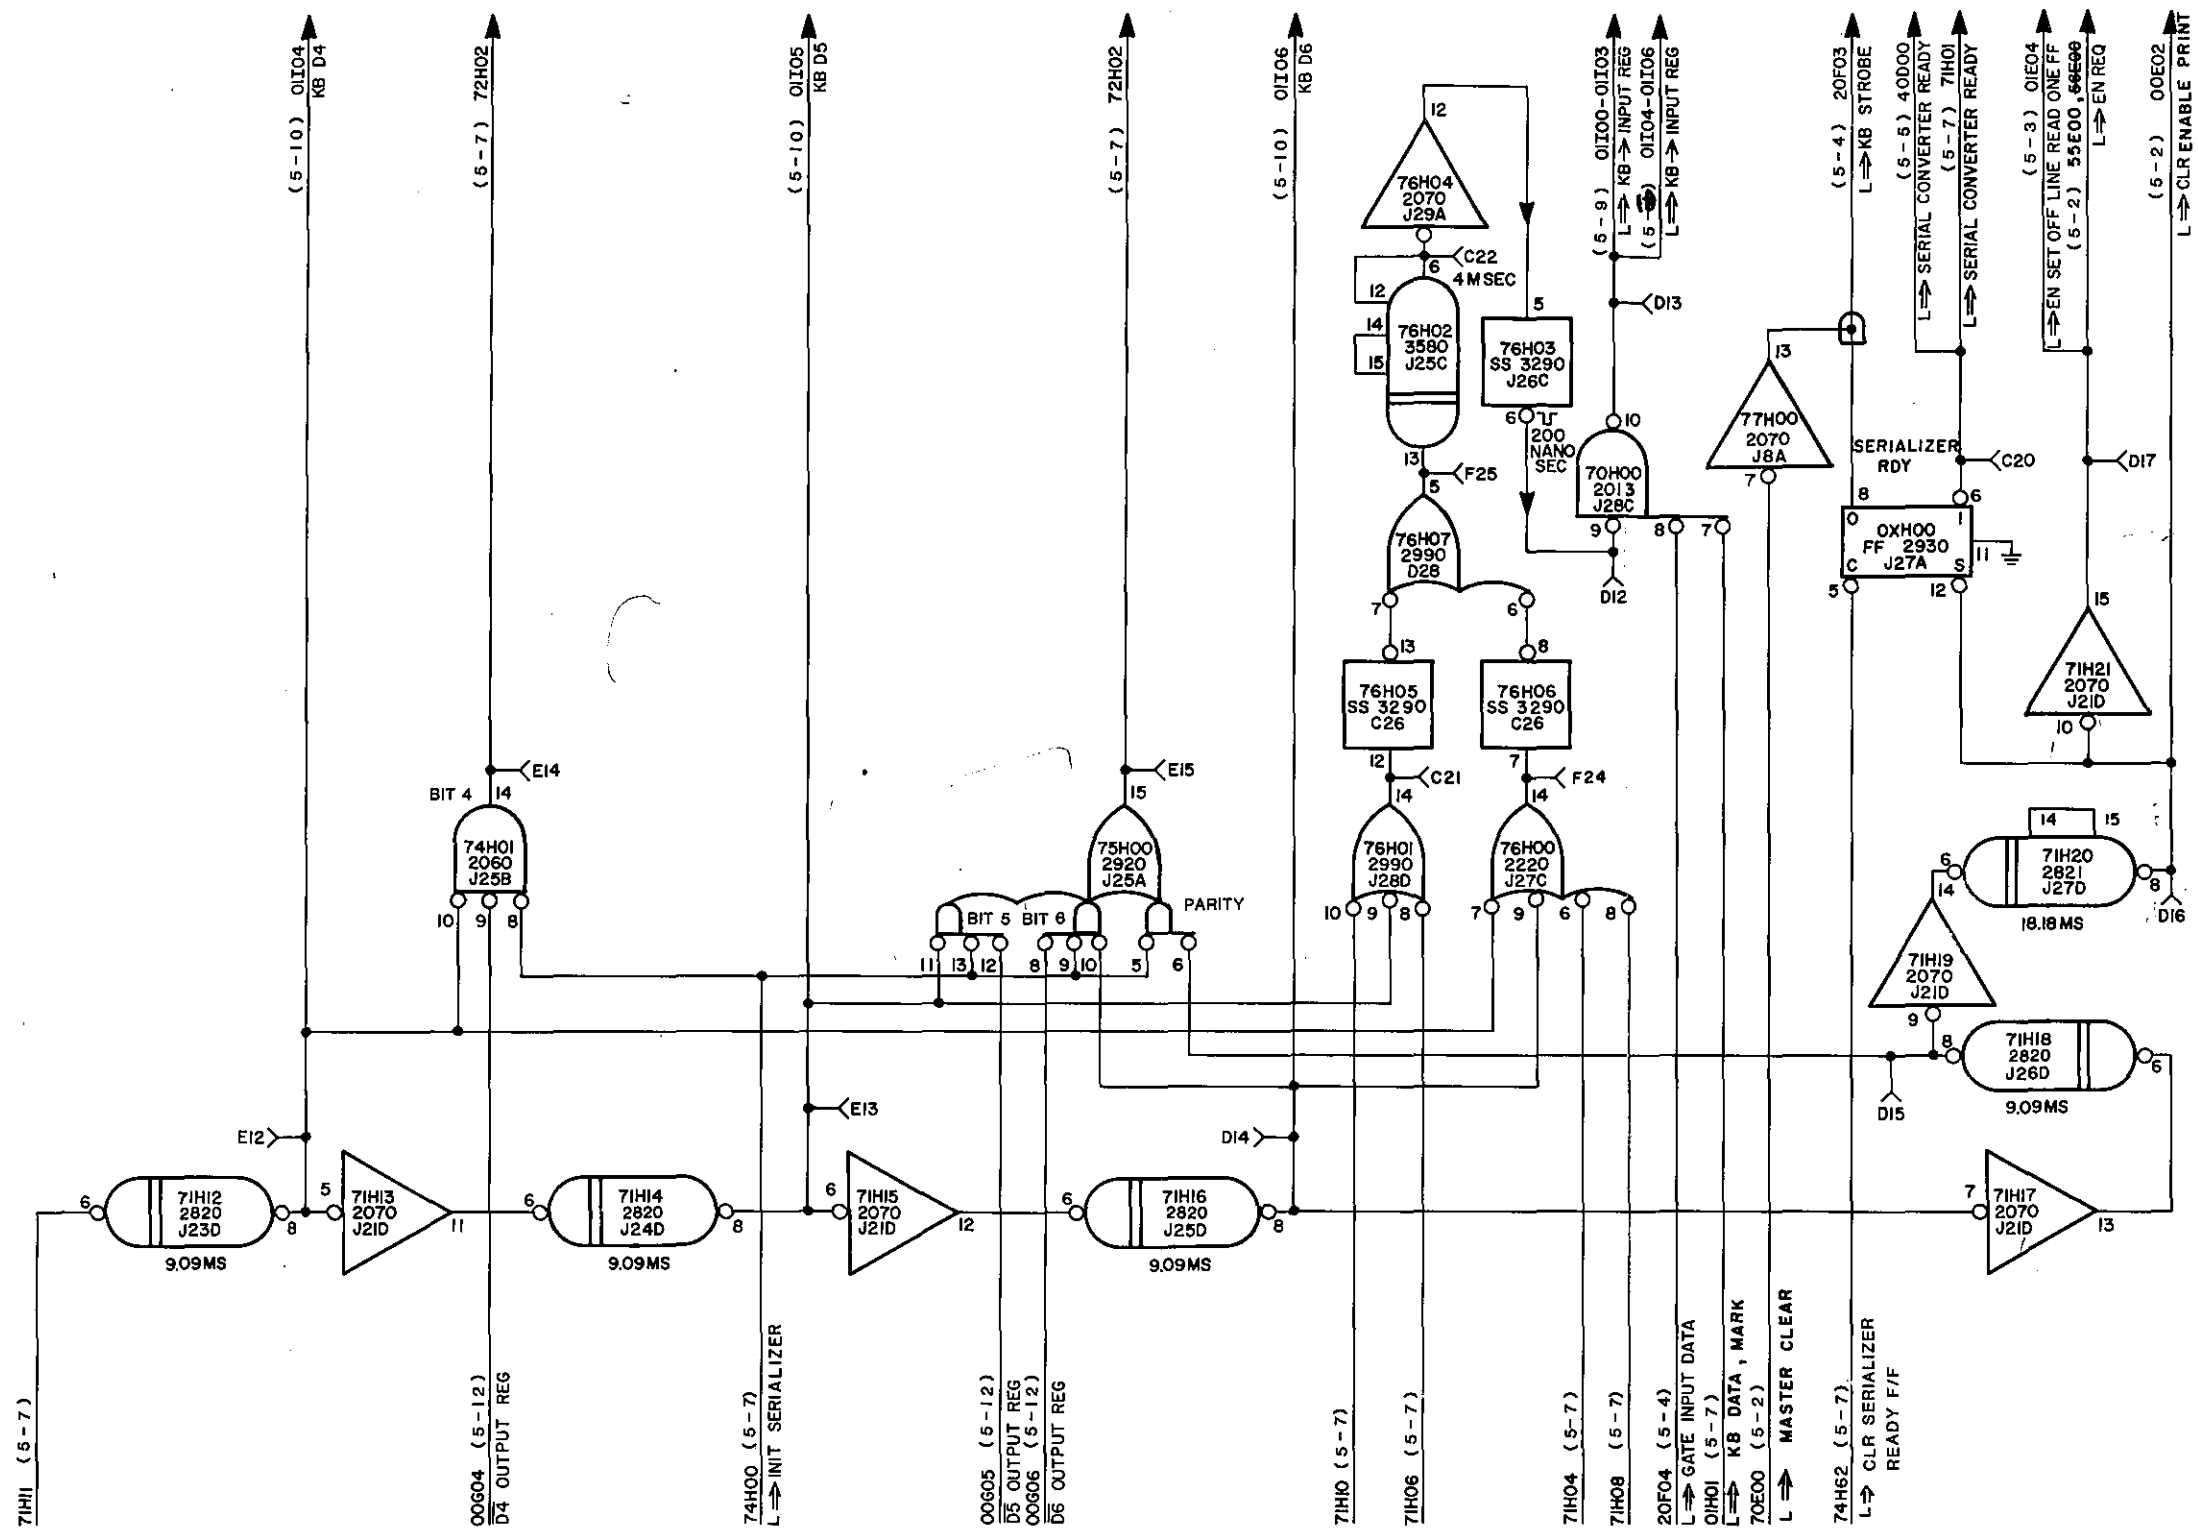 (5-10) 01I04
KB D4
(5-7) 72H02
(5-10) 01I05
KB D5
(5-7) 72H02
(5-10) 01I06
KB D6
(5-9) 01I00-01I03
L⇒KB→INPUT REG
01I04-01I06
L⇒KB→INPUT REG
(5-4) 20F03
L⇒KB STROBE
(5-5) 40D00
L⇒SERIAL CONVERTER READY
(5-7) 71H01
L⇒SERIAL CONVERTER READY
(5-3) 01E04
L⇒EN SET OFF LINE READ ONE FF
(5-2) 55E00,
L⇒EN REQ
(5-2) 00E02
L⇒CLR ENABLE PRINT
12
76H04
2070
J29A
C22
6
4MSEC
12
14
15
76H02
3580
J25C
13
F25
5
76H07
2990
D28
7
6
5
76H03
SS 3290
J26C
6
200
NANO
SEC
D13
10
70H00
2013
J28C
9
8
7
D12
13
77H00
2070
J8A
7
SERIALIZER
RDY
C20
8
6
0
1
0XH00
FF 2930
J27A
C
S
11
5
12
D17
15
71H21
2070
J21D
10
13
76H05
SS 3290
C26
12
C21
14
8
76H06
SS 3290
C26
7
F24
14
E14
BIT 4
14
74H01
2060
J25B
10
9
8
E15
15
75H00
2920
J25A
BIT 5
BIT 6
PARITY
11
13
12
8
9
10
5
6
76H01
2990
J28D
10
9
8
76H00
2220
J27C
7
9
6
8
14
15
6
71H20
2821
J27D
8
18.18MS
D16
14
71H19
2070
J21D
9
8
71H18
2820
J26D
6
9.09MS
D15
E12
E13
D14
6
71H12
2820
J23D
8
9.09MS
5
71H13
2070
J21D
11
6
71H14
2820
J24D
8
9.09MS
6
71H15
2070
J21D
12
6
71H16
2820
J25D
8
9.09MS
7
71H17
2070
J21D
13
71H11 (5-7)
00G04 (5-12)
D4 OUTPUT REG
74H00 (5-7)
L⇒INIT SERIALIZER
00G05 (5-12)
D5 OUTPUT REG
00G06 (5-12)
D6 OUTPUT REG
71H10 (5-7)
71H06 (5-7)
71H04 (5-7)
71H08 (5-7)
20F04 (5-4)
L⇒GATE INPUT DATA
01H01 (5-7)
L⇒ KB DATA, MARK
70E00 (5-2)
L ⇒ MASTER CLEAR
74H62 (5-7)
L⇒ CLR SERIALIZER
READY F/F